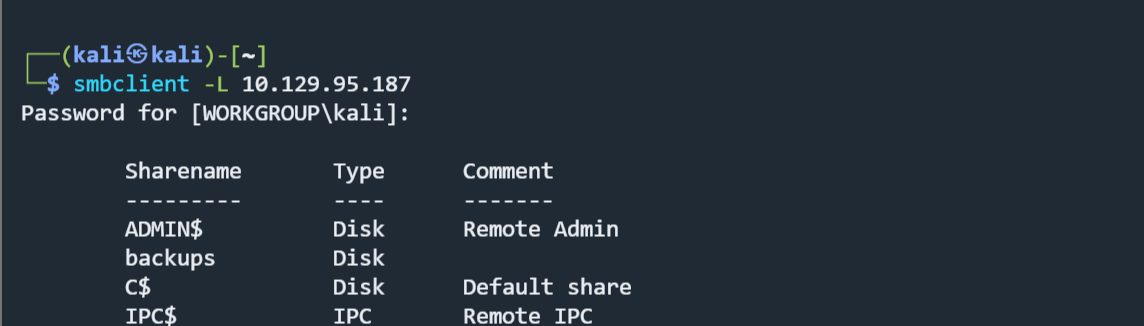 ┌──(kali㉿kali)-[~]
└─$ smbclient -L 10.129.95.187
Password for [WORKGROUP\kali]:
Sharename Type Comment
--------- ---- -------
ADMIN$ Disk Remote Admin
backups Disk
C$ Disk Default share
IPC$ IPC Remote IPC